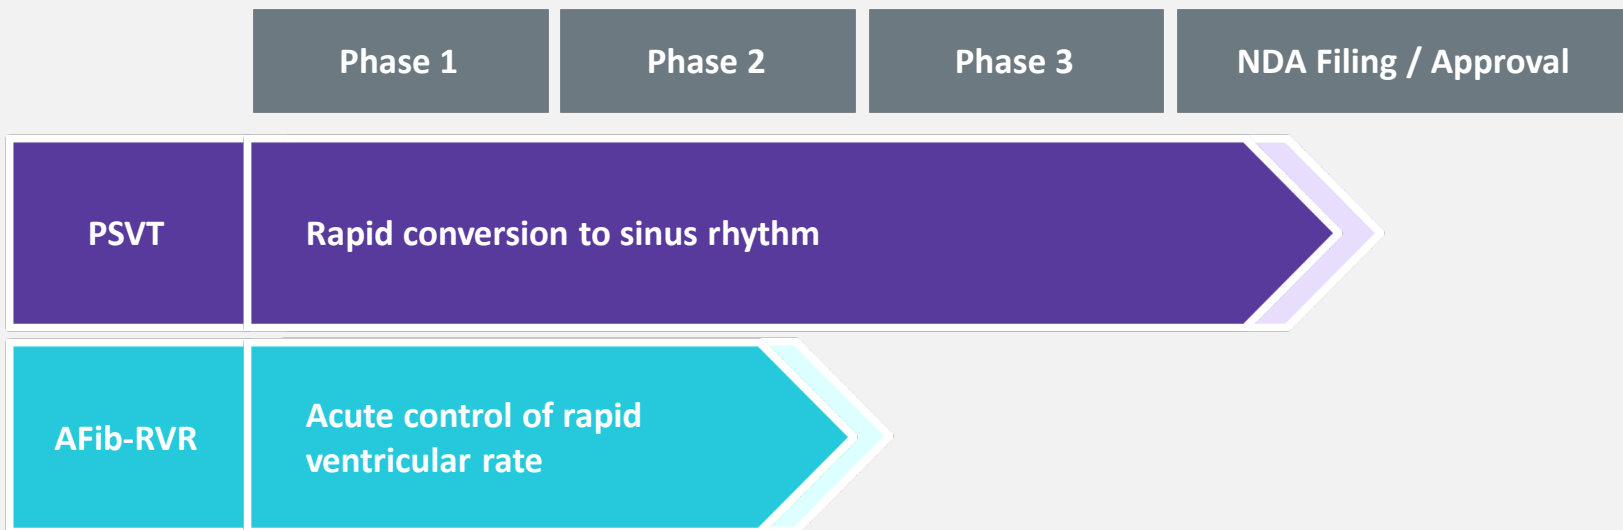 Phase 1
Phase 2
Phase 3
NDA Filing / Approval
PSVT
Rapid conversion to sinus rhythm
AFib-RVR
Acute control of rapid
ventricular rate